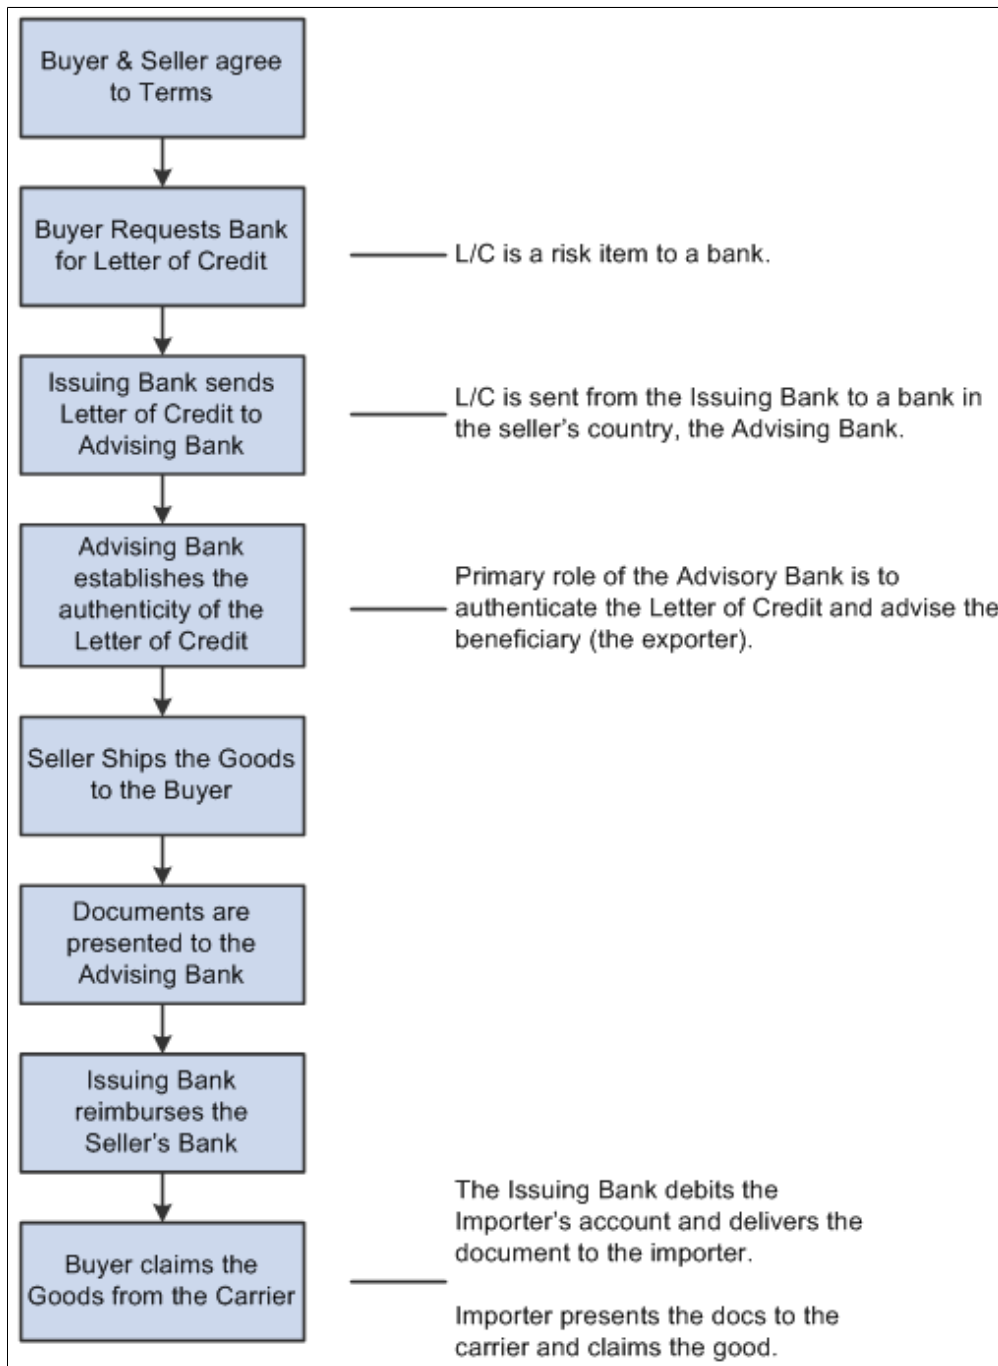 Buyer & Seller agree
to Terms
Buyer Requests Bank
for Letter of Credit
L/C is a risk item to a bank.
Issuing Bank sends
Letter of Credit to
Advising Bank
L/C is sent from the Issuing Bank to a bank in
the seller's country, the Advising Bank.
Advising Bank
establishes the
authenticity of the
Letter of Credit
Primary role of the Advisory Bank is to
authenticate the Letter of Credit and advise the
beneficiary (the exporter).
Seller Ships the Goods
to the Buyer
Documents are
presented to the
Advising Bank
Issuing Bank
reimburses the
Seller's Bank
Buyer claims the
Goods from the Carrier
The Issuing Bank debits the
Importer's account and delivers the
document to the importer.
Importer presents the docs to the
carrier and claims the good.